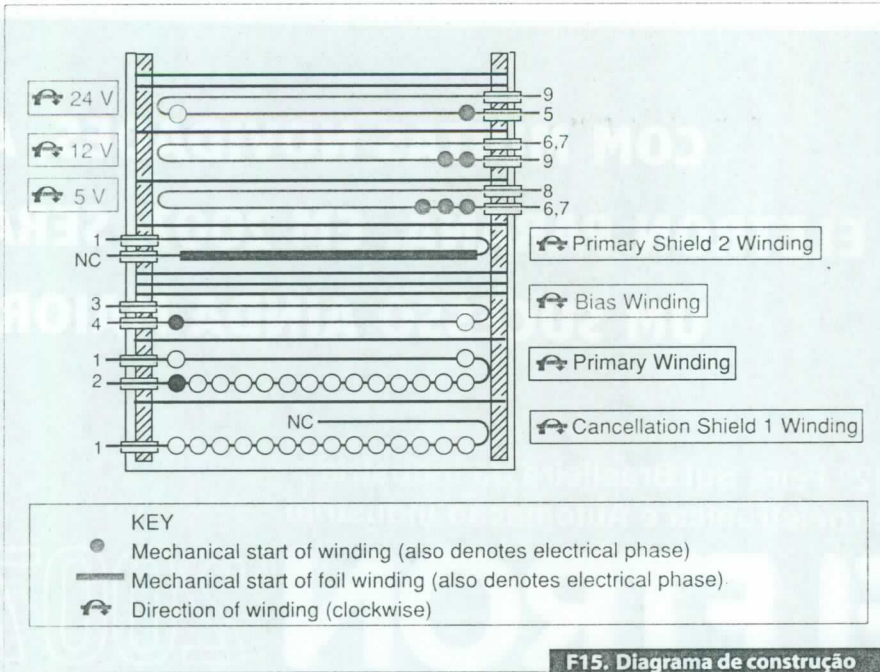 24 V
9
5
12 V
6,7
9
5 V
8
6,7
1
NC
Primary Shield 2 Winding
3
4
Bias Winding
1
2
Primary Winding
NC
1
Cancellation Shield 1 Winding
KEY
Mechanical start of winding (also denotes electrical phase)
Mechanical start of foil winding (also denotes electrical phase)
Direction of winding (clockwise)
F15. Diagrama de construção